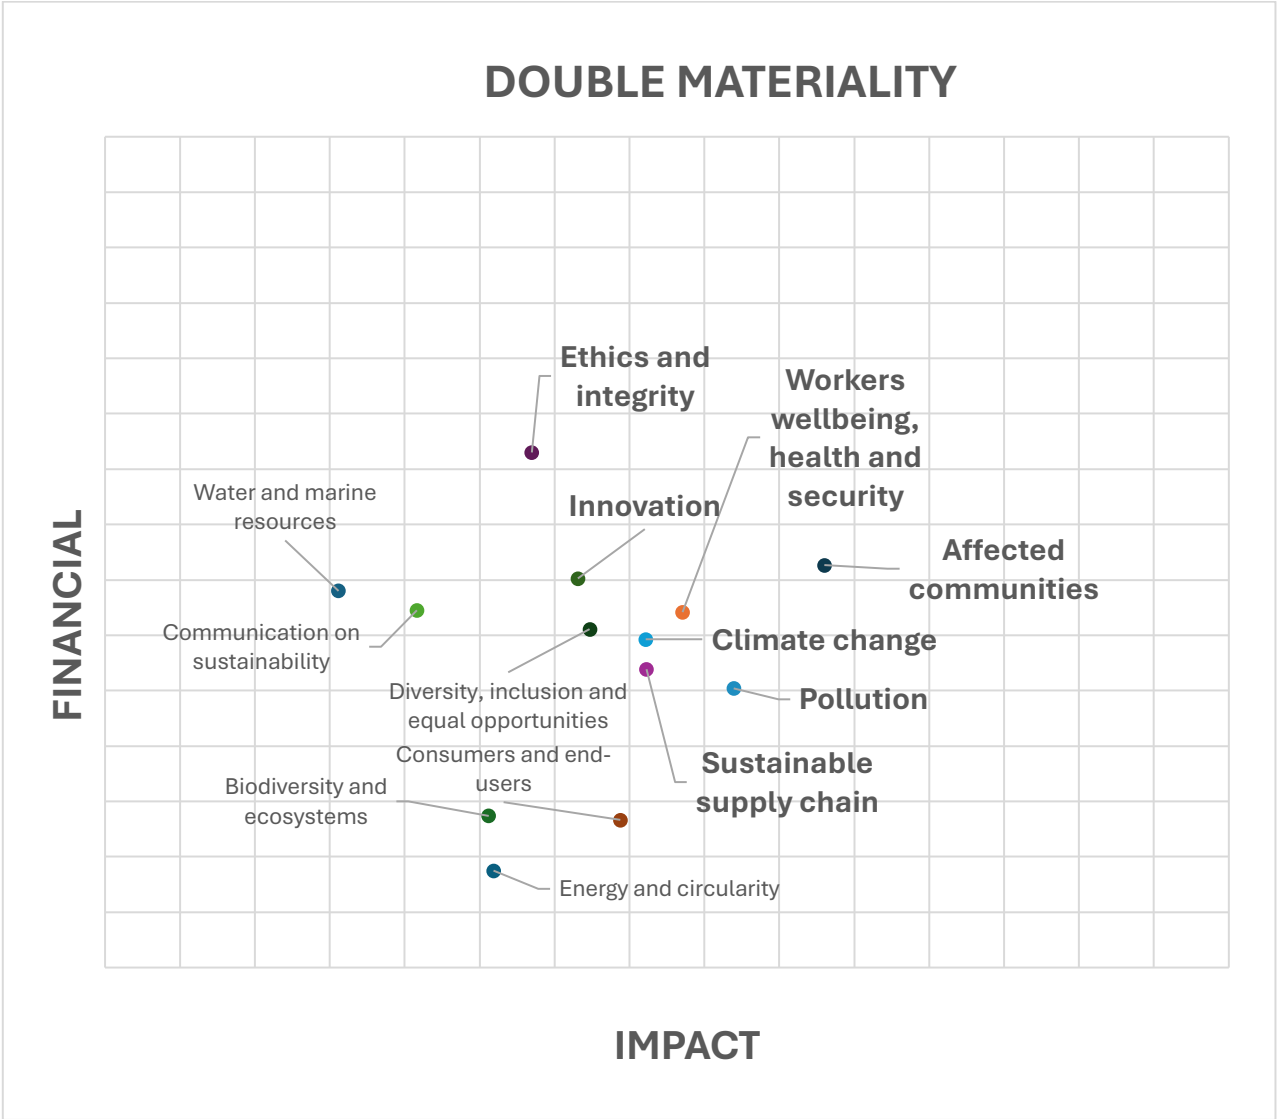 DOUBLE MATERIALITY
Ethics and
integrity
Workers
wellbeing,
health and
security
Water and marine
resources
Innovation
FINANCIAL
Affected
communities
Communication on
sustainability
Climate change
Diversity, inclusion and
equal opportunities
Pollution
Consumers and end-
users
Sustainable
supply chain
Biodiversity and
ecosystems
Energy and circularity
IMPACT